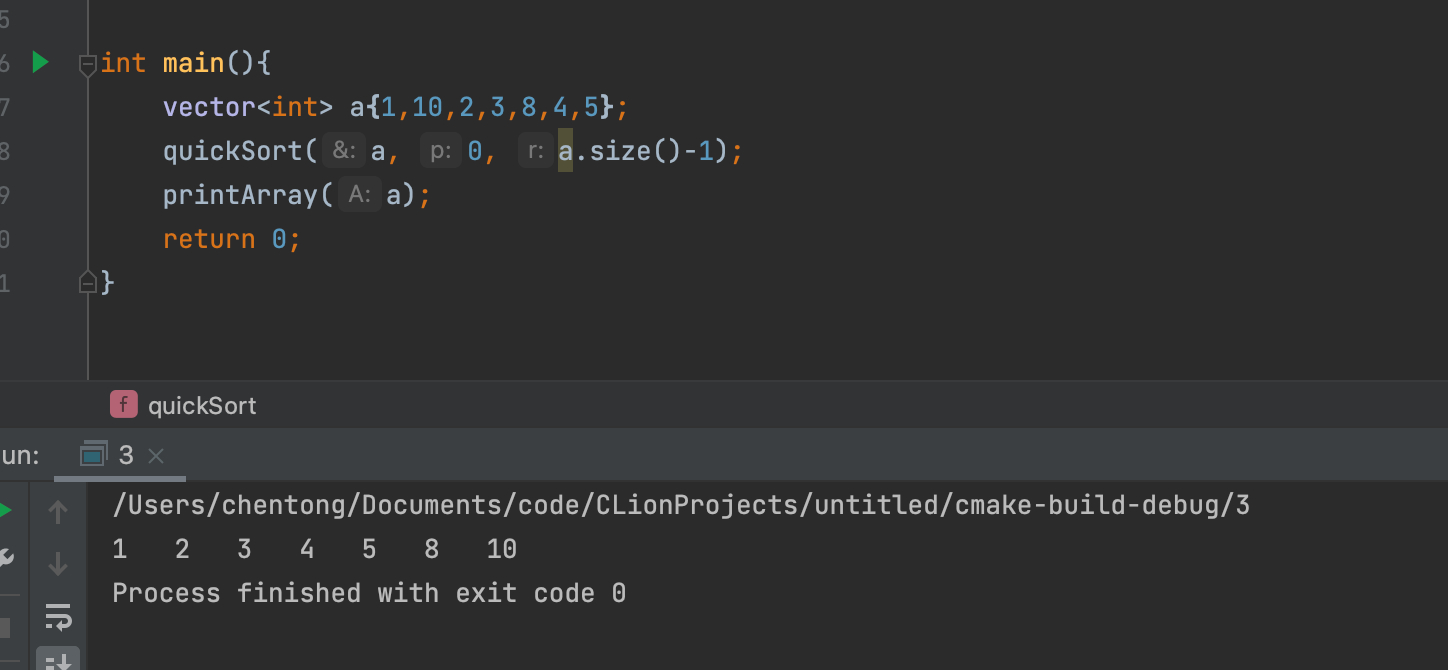 5
6 int main(){
7 vector<int> a{1,10,2,3,8,4,5};
8 quickSort( &: a, p: 0, r: a.size()-1);
9 printArray( A: a);
0 return 0;
1 }
f quickSort
un: 3 ×
/Users/chentong/Documents/code/CLionProjects/untitled/cmake-build-debug/3
1 2 3 4 5 8 10
Process finished with exit code 0